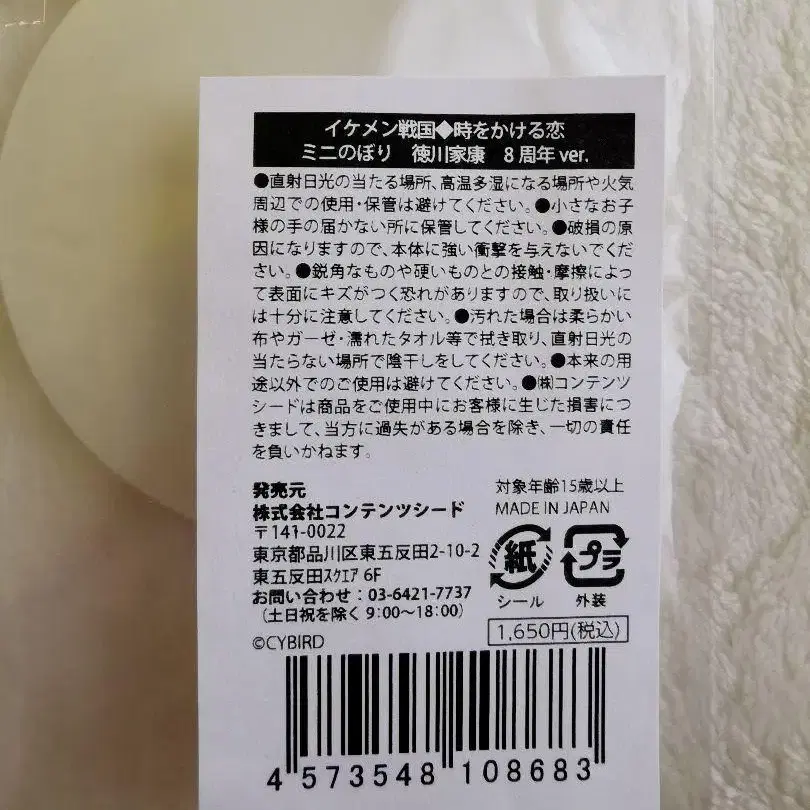 イケメン戦国◆時をかける恋
ミニのぼり 徳川家康 8周年ver.
●直射日光の当たる場所、高温多湿になる場所や火気
周辺での使用・保管は避けてください。●小さなお子
様の手の届かない所に保管してください。●破損の原
因になりますので、本体に強い衝撃を与えないでくだ
さい。●鋭角なものや硬いものとの接触・摩擦によっ
て表面にキズがつく恐れがありますので、取り扱いに
は十分に注意してください。●汚れた場合は柔らかい
布やガーゼ・濡れたタオル等で拭き取り、直射日光の
当たらない場所で陰干しをしてください。●本来の用
途以外でのご使用は避けてください。●㈱コンテンツ
シードは商品をご使用中にお客様に生じた損害につ
きまして、当方に過失がある場合を除き、一切の責任
を負いかねます。
発売元
株式会社コンテンツシード
〒141-0022
東京都品川区東五反田2-10-2
東五反田スクエア 6F
お問い合わせ：03-6421-7737
（土日祝を除く 9:00～18:00）
©CYBIRD
対象年齢15歳以上
MADE IN JAPAN
紙 プラ
シール 外装
1,650円(税込)
4 573548 108683